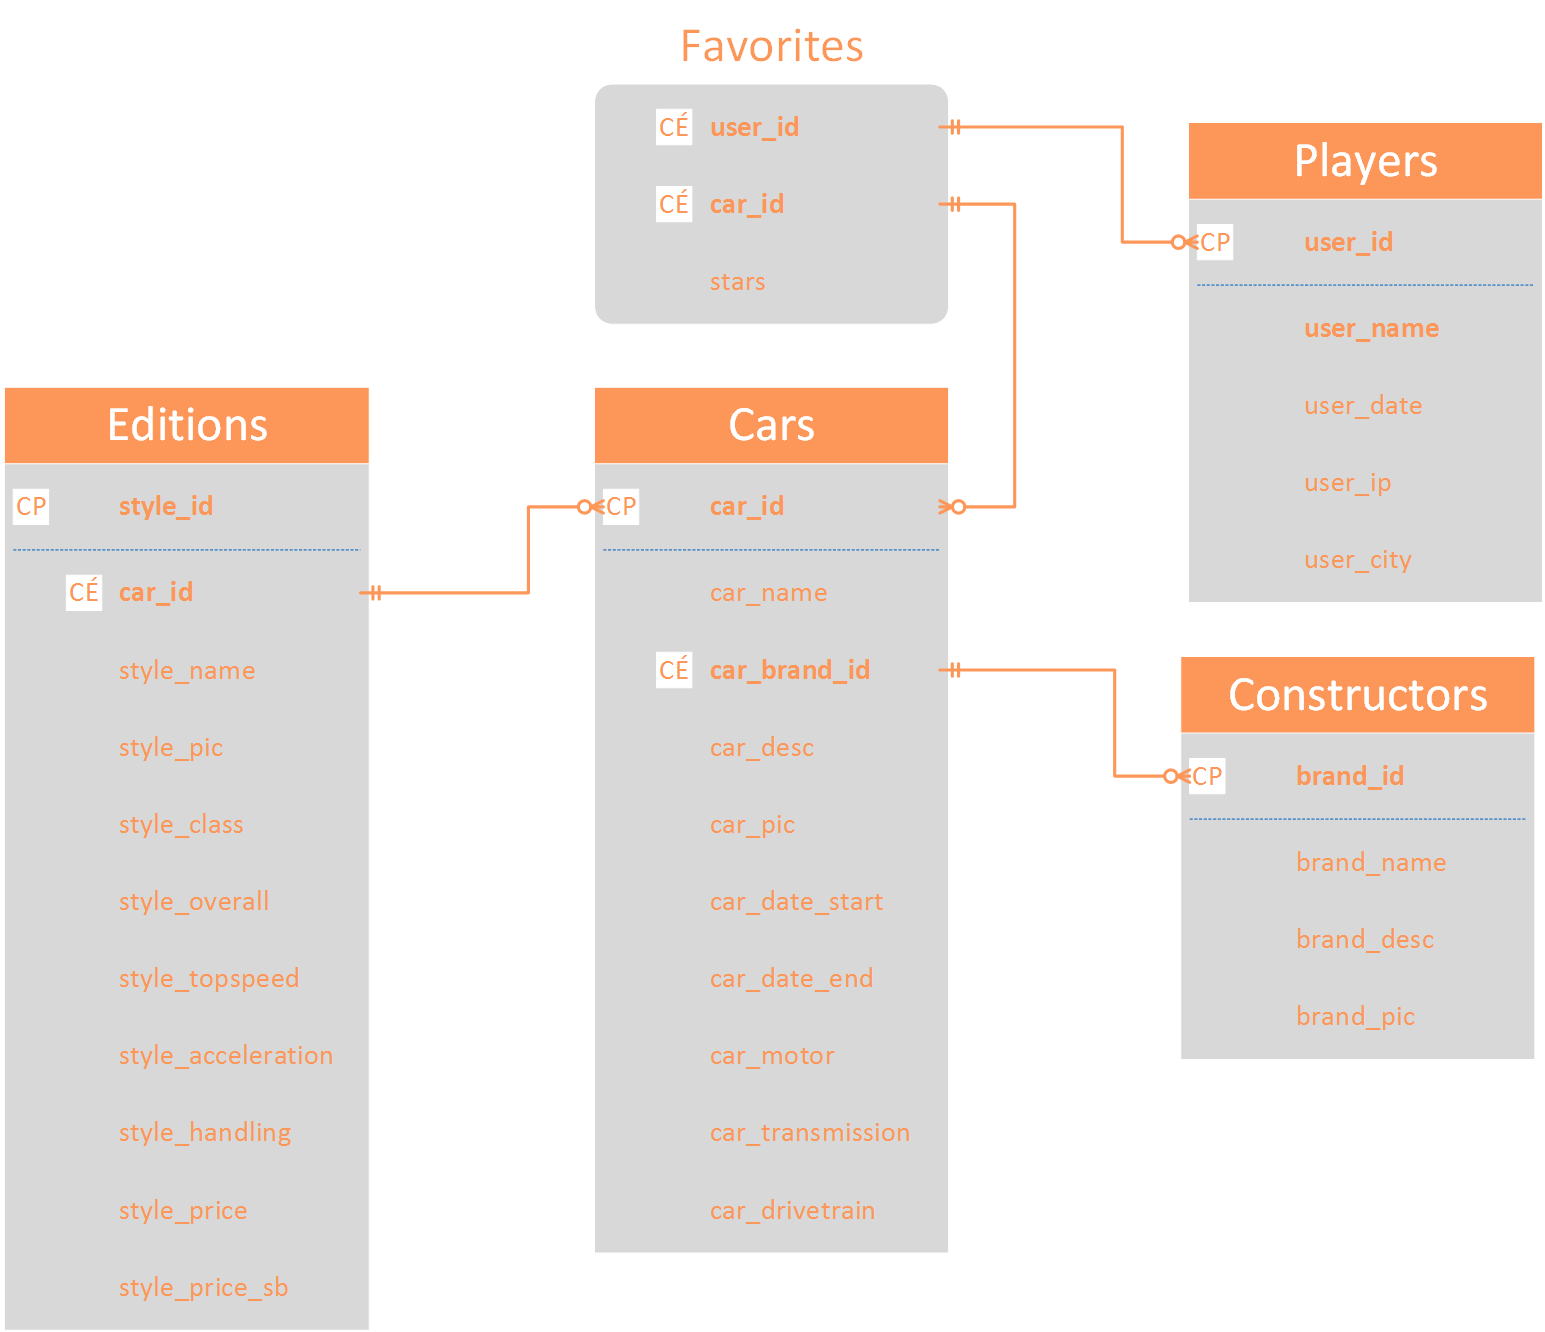 Favorites
CÉ user_id
CÉ car_id
stars
Players
CP user_id
user_name
user_date
user_ip
user_city
Editions
CP style_id
CÉ car_id
style_name
style_pic
style_class
style_overall
style_topspeed
style_acceleration
style_handling
style_price
style_price_sb
Cars
CP car_id
car_name
CÉ car_brand_id
car_desc
car_pic
car_date_start
car_date_end
car_motor
car_transmission
car_drivetrain
Constructors
CP brand_id
brand_name
brand_desc
brand_pic